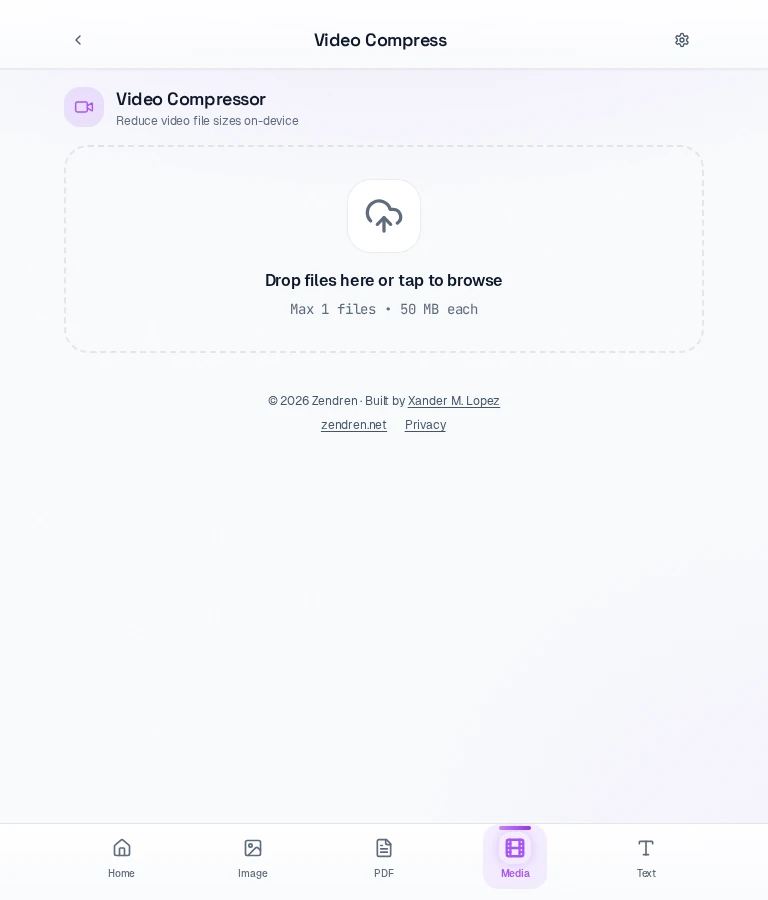 Video Compress
Video Compressor
Reduce video file sizes on-device
Drop files here or tap to browse
Max 1 files • 50 MB each
© 2026 Zendren · Built by Xander M. Lopez
zendren.net Privacy
Home Image PDF Media Text